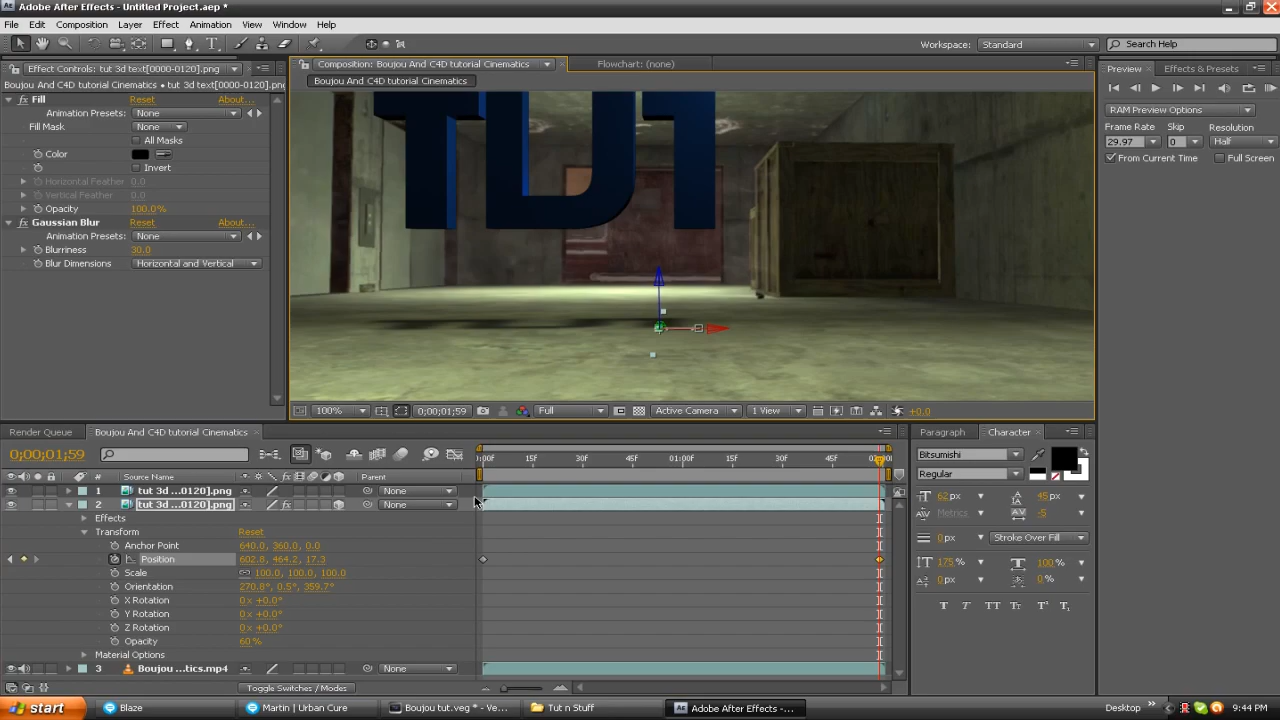 Adobe After Effects - Untitled Project.aep *
File Edit Composition Layer Effect Animation View Window Help
Workspace: Standard Search Help
Effect Controls: tut 3d text[0000-0120].png
Composition: Boujou And C4D tutorial Cinematics
Flowchart: (none)
Preview Effects & Presets
Boujou And C4D tutorial Cinematics • tut 3d text[0000-0120].png
Boujou And C4D tutorial Cinematics
Fill Reset About...
Animation Presets: None
Fill Mask None
All Masks
Color
Invert
Horizontal Feather 0.0
Vertical Feather 0.0
Opacity 100.0%
Gaussian Blur Reset About...
Animation Presets: None
Blurriness 30.0
Blur Dimensions Horizontal and Vertical
TUT
RAM Preview Options
Frame Rate Skip Resolution
29.97 0 Half
From Current Time Full Screen
100% 0;00;01;59 Full Active Camera 1 View +0.0
Render Queue Boujou And C4D tutorial Cinematics
0;00;01;59
:00F 15F 30F 45F 01:00F 15F 30F 45F
# Source Name Parent
1 tut 3d ...0120].png None
2 [tut 3d ...0120].png None
Effects
Transform Reset
Anchor Point 640.0, 360.0, 0.0
Position 602.8, 464.2, 17.3
Scale 100.0, 100.0, 100.0%
Orientation 270.8°, 0.5°, 359.7°
X Rotation 0x+0.0°
Y Rotation 0x+0.0°
Z Rotation 0x+0.0°
Opacity 60%
Material Options
3 Boujou ...tics.mp4 None
Toggle Switches / Modes
Paragraph Character
Bitsumishi
Regular
62 px 45 px
Metrics -5
0 px Stroke Over Fill
175 % 100 %
0 px 0 %
T T TT Tt T¹ T₁
start Blaze Martin | Urban Cure Boujou tut.veg * - Ve... Tut n Stuff Adobe After Effects -... Desktop 9:44 PM